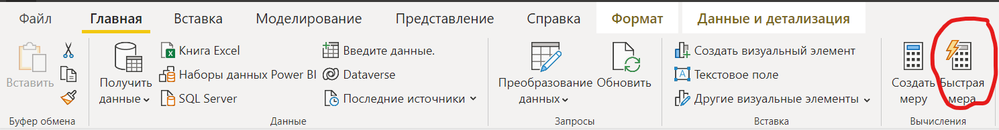 Файл Главная Вставка Моделирование Представление Справка Формат Данные и детализация
Вставить
Буфер обмена
Получить
данные
Книга Excel
Наборы данных Power BI
SQL Server
Введите данные.
Dataverse
Последние источники
Данные
Преобразование
данных
Обновить
Запросы
Создать визуальный элемент
Текстовое поле
Другие визуальные элементы
Вставка
Создать
меру
Быстрая
мера
Вычисления